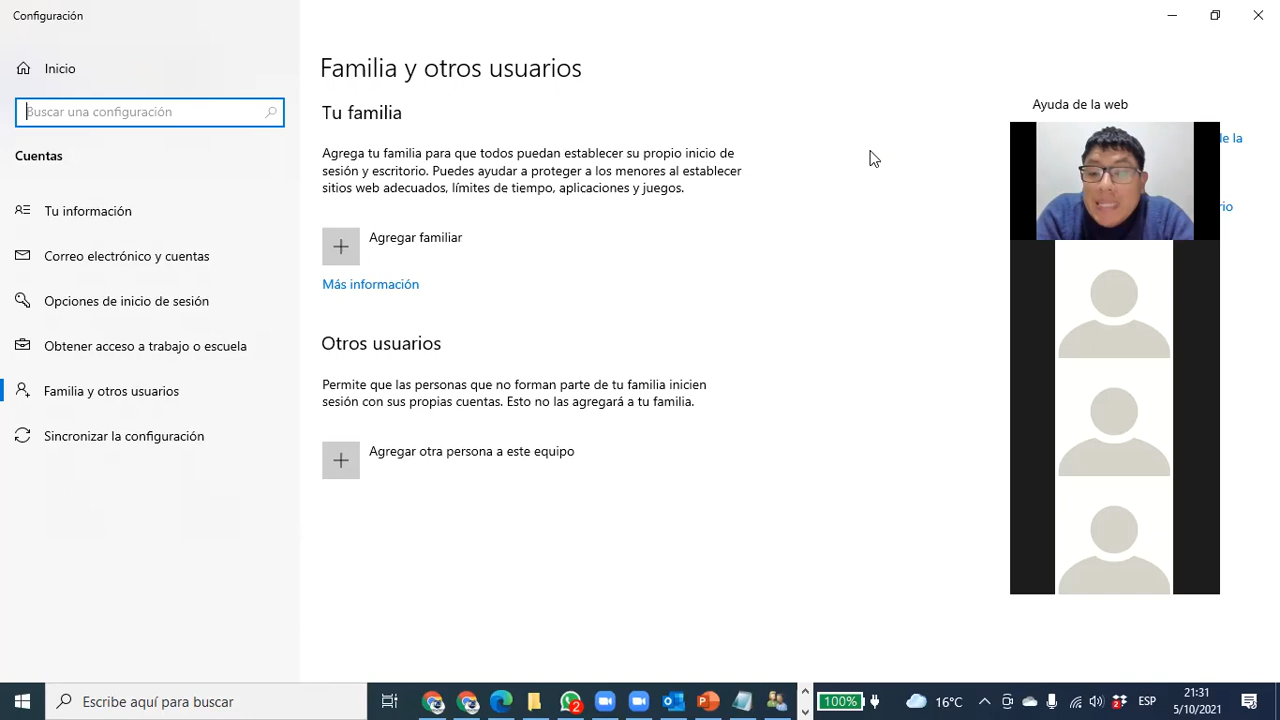 Configuración
Inicio
Buscar una configuración
Cuentas
Tu información
Correo electrónico y cuentas
Opciones de inicio de sesión
Obtener acceso a trabajo o escuela
Familia y otros usuarios
Sincronizar la configuración
Familia y otros usuarios
Tu familia
Agrega tu familia para que todos puedan establecer su propio inicio de
sesión y escritorio. Puedes ayudar a proteger a los menores al establecer
sitios web adecuados, límites de tiempo, aplicaciones y juegos.
Agregar familiar
Más información
Otros usuarios
Permite que las personas que no forman parte de tu familia inicien
sesión con sus propias cuentas. Esto no las agregará a tu familia.
Agregar otra persona a este equipo
Ayuda de la web
de la
Escribe aquí para buscar
2
100%
16°C
ESP
21:31
5/10/2021